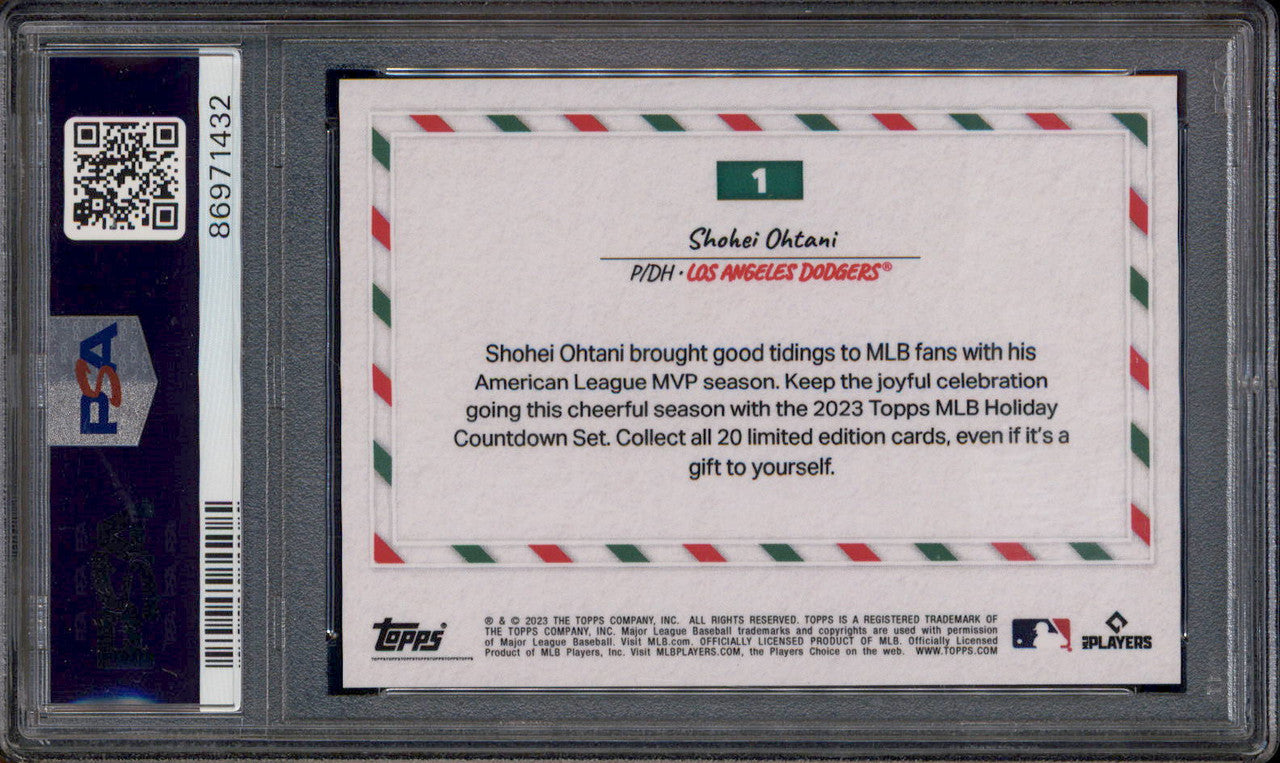 86971432
PSA
1
Shohei Ohtani
P/DH · LOS ANGELES DODGERS®
Shohei Ohtani brought good tidings to MLB fans with his
American League MVP season. Keep the joyful celebration
going this cheerful season with the 2023 Topps MLB Holiday
Countdown Set. Collect all 20 limited edition cards, even if it's a
gift to yourself.
topps®
® & © 2023 THE TOPPS COMPANY, INC. ALL RIGHTS RESERVED. TOPPS IS A REGISTERED TRADEMARK OF
THE TOPPS COMPANY, INC. Major League Baseball trademarks and copyrights are used with permission
of Major League Baseball. Visit MLB.com. OFFICIALLY LICENSED PRODUCT OF MLB. Officially Licensed
Product of MLB Players, Inc. Visit MLBPLAYERS.COM, the Players Choice on the web. WWW.TOPPS.COM
MLB PLAYERS